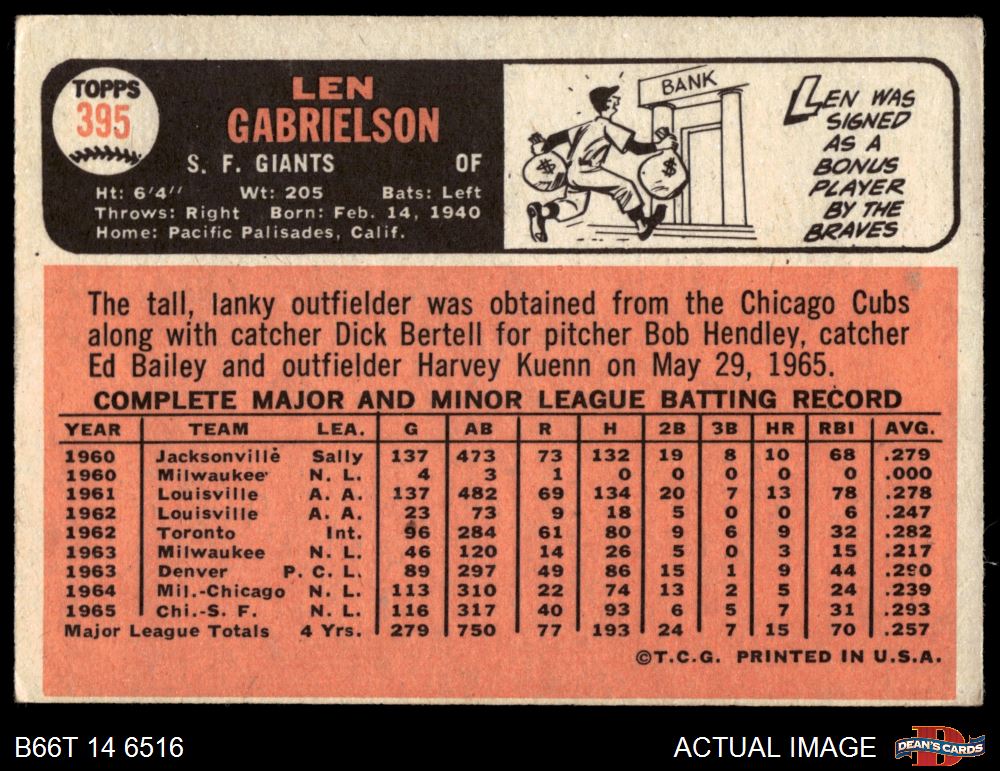 TOPPS
395
LEN
GABRIELSON
S. F. GIANTS OF
Ht: 6'4" Wt: 205 Bats: Left
Throws: Right Born: Feb. 14, 1940
Home: Pacific Palisades, Calif.
BANK
$ $
LEN WAS
SIGNED
AS A
BONUS
PLAYER
BY THE
BRAVES
The tall, lanky outfielder was obtained from the Chicago Cubs
along with catcher Dick Bertell for pitcher Bob Hendley, catcher
Ed Bailey and outfielder Harvey Kuenn on May 29, 1965.
COMPLETE MAJOR AND MINOR LEAGUE BATTING RECORD
YEAR TEAM LEA. G AB R H 2B 3B HR RBI AVG.
1960 Jacksonville Sally 137 473 73 132 19 8 10 68 .279
1960 Milwaukee N. L. 4 3 1 0 0 0 0 0 .000
1961 Louisville A. A. 137 482 69 134 20 7 13 78 .278
1962 Louisville A. A. 23 73 9 18 5 0 0 6 .247
1962 Toronto Int. 96 284 61 80 9 6 9 32 .282
1963 Milwaukee N. L. 46 120 14 26 5 0 3 15 .217
1963 Denver P. C. L. 89 297 49 86 15 1 9 44 .290
1964 Mil.-Chicago N. L. 113 310 22 74 13 2 5 24 .239
1965 Chi.-S. F. N. L. 116 317 40 93 6 5 7 31 .293
Major League Totals 4 Yrs. 279 750 77 193 24 7 15 70 .257
©T.C.G. PRINTED IN U.S.A.
B66T 14 6516 ACTUAL IMAGE
D
DEAN'S CARDS